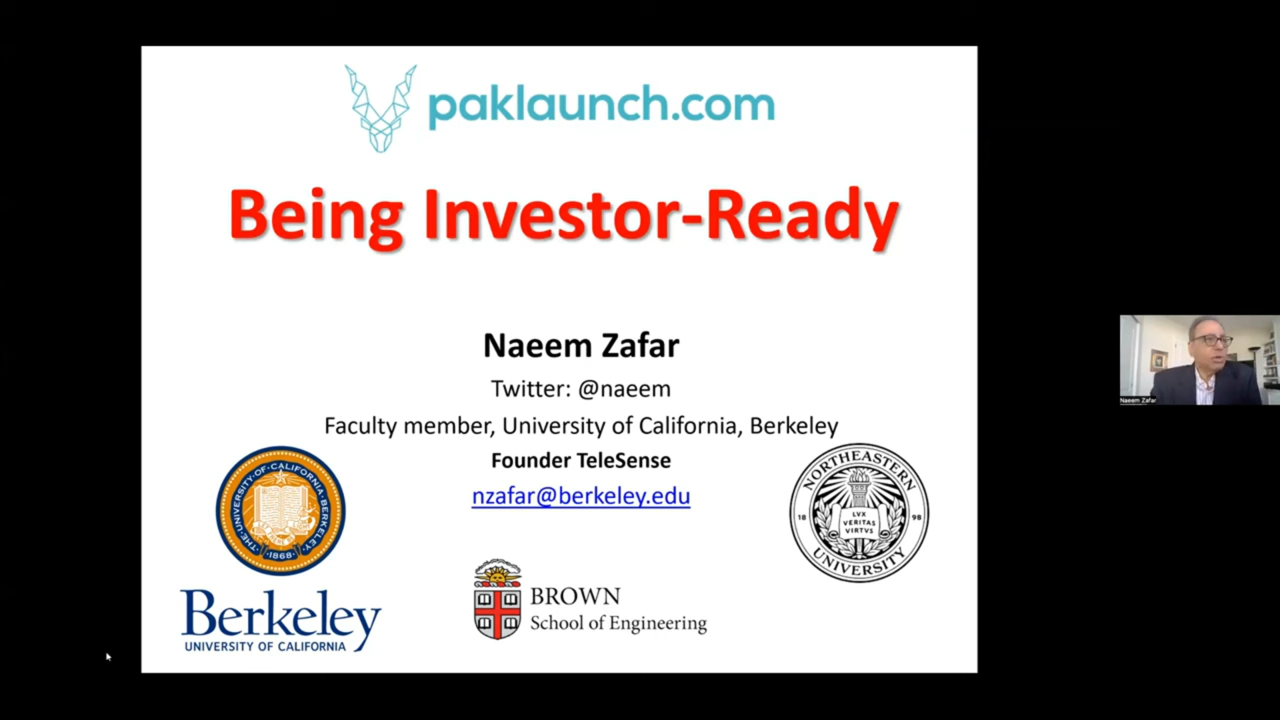 paklaunch.com
Being Investor-Ready
Naeem Zafar
Twitter: @naeem
Faculty member, University of California, Berkeley
Founder TeleSense
nzafar@berkeley.edu
THE·UNIVERSITY·OF·CALIFORNIA·BERKELEY·
·1868·
Berkeley
UNIVERSITY OF CALIFORNIA
BROWN
School of Engineering
NORTHEASTERN
18 98
LVX
VERITAS
VIRTVS
UNIVERSITY
Naeem Zafar